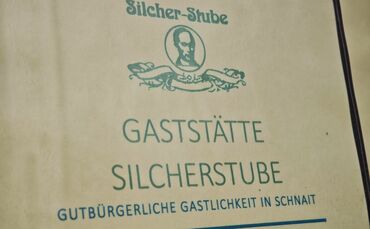 Silcher-Stube
GASTSTÄTTE
SILCHERSTUBE
GUTBÜRGERLICHE GASTLICHKEIT IN SCHNAIT